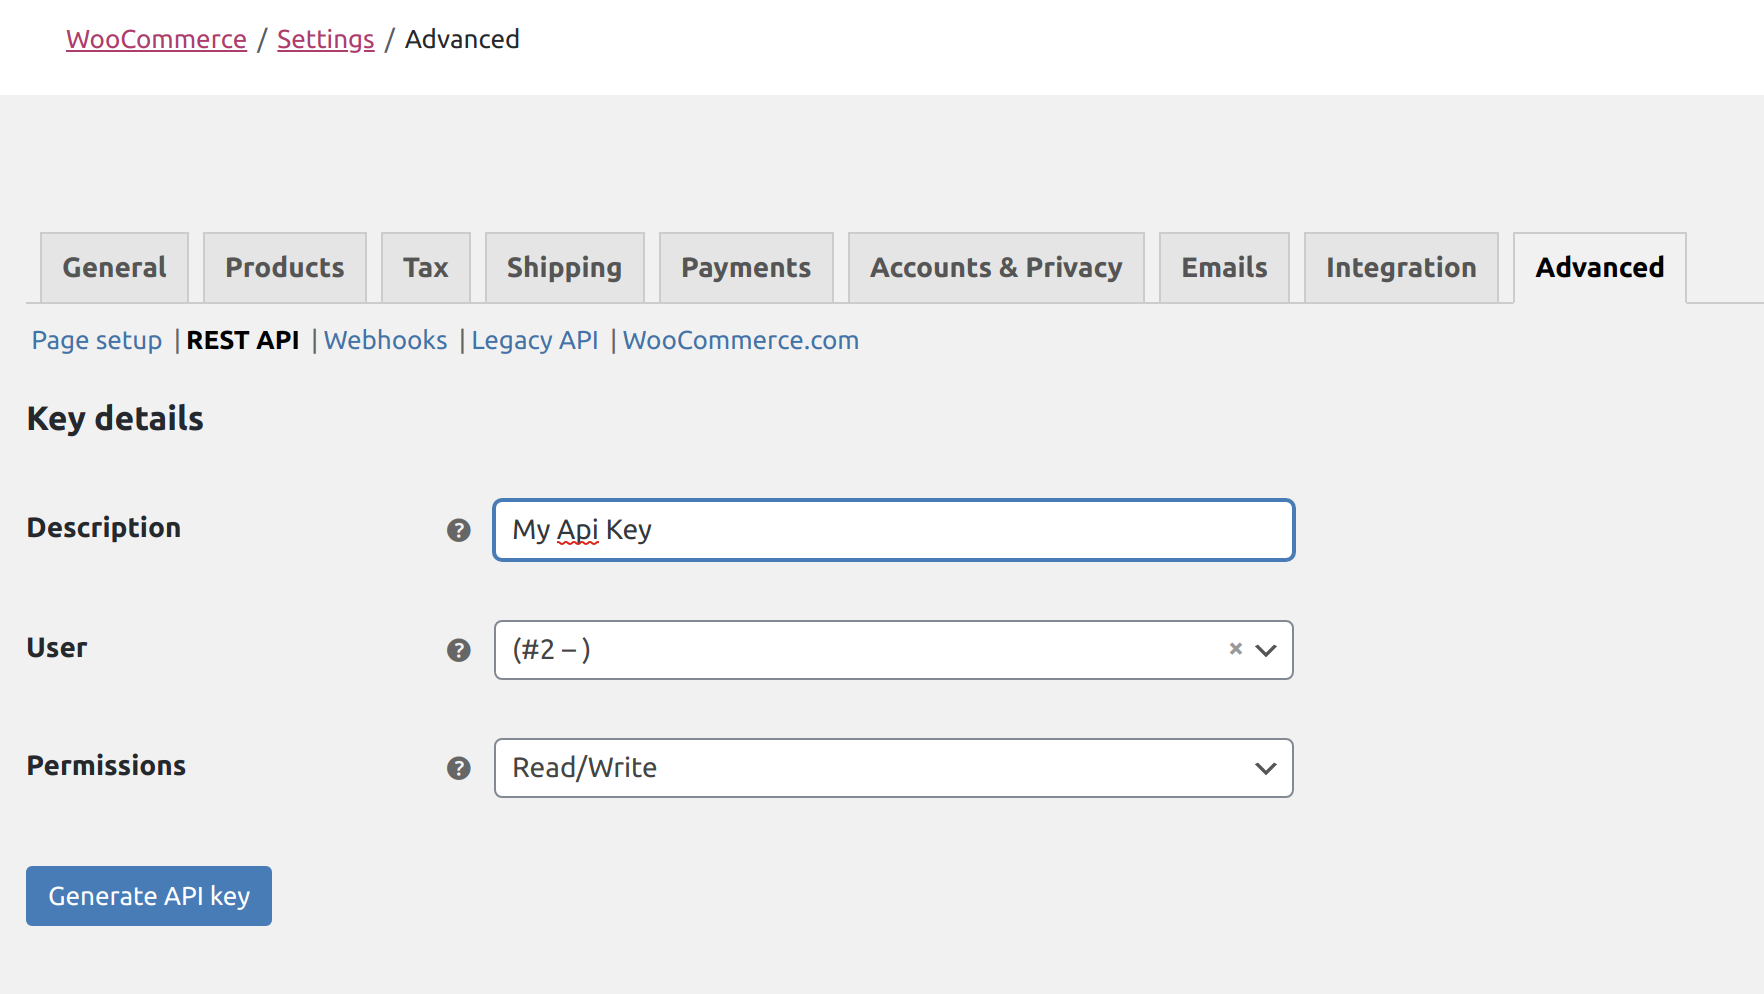 WooCommerce / Settings / Advanced
General Products Tax Shipping Payments Accounts & Privacy Emails Integration Advanced
Page setup | REST API | Webhooks | Legacy API | WooCommerce.com
Key details
Description ? My Api Key
User ? (#2 – ) ×
Permissions ? Read/Write
Generate API key